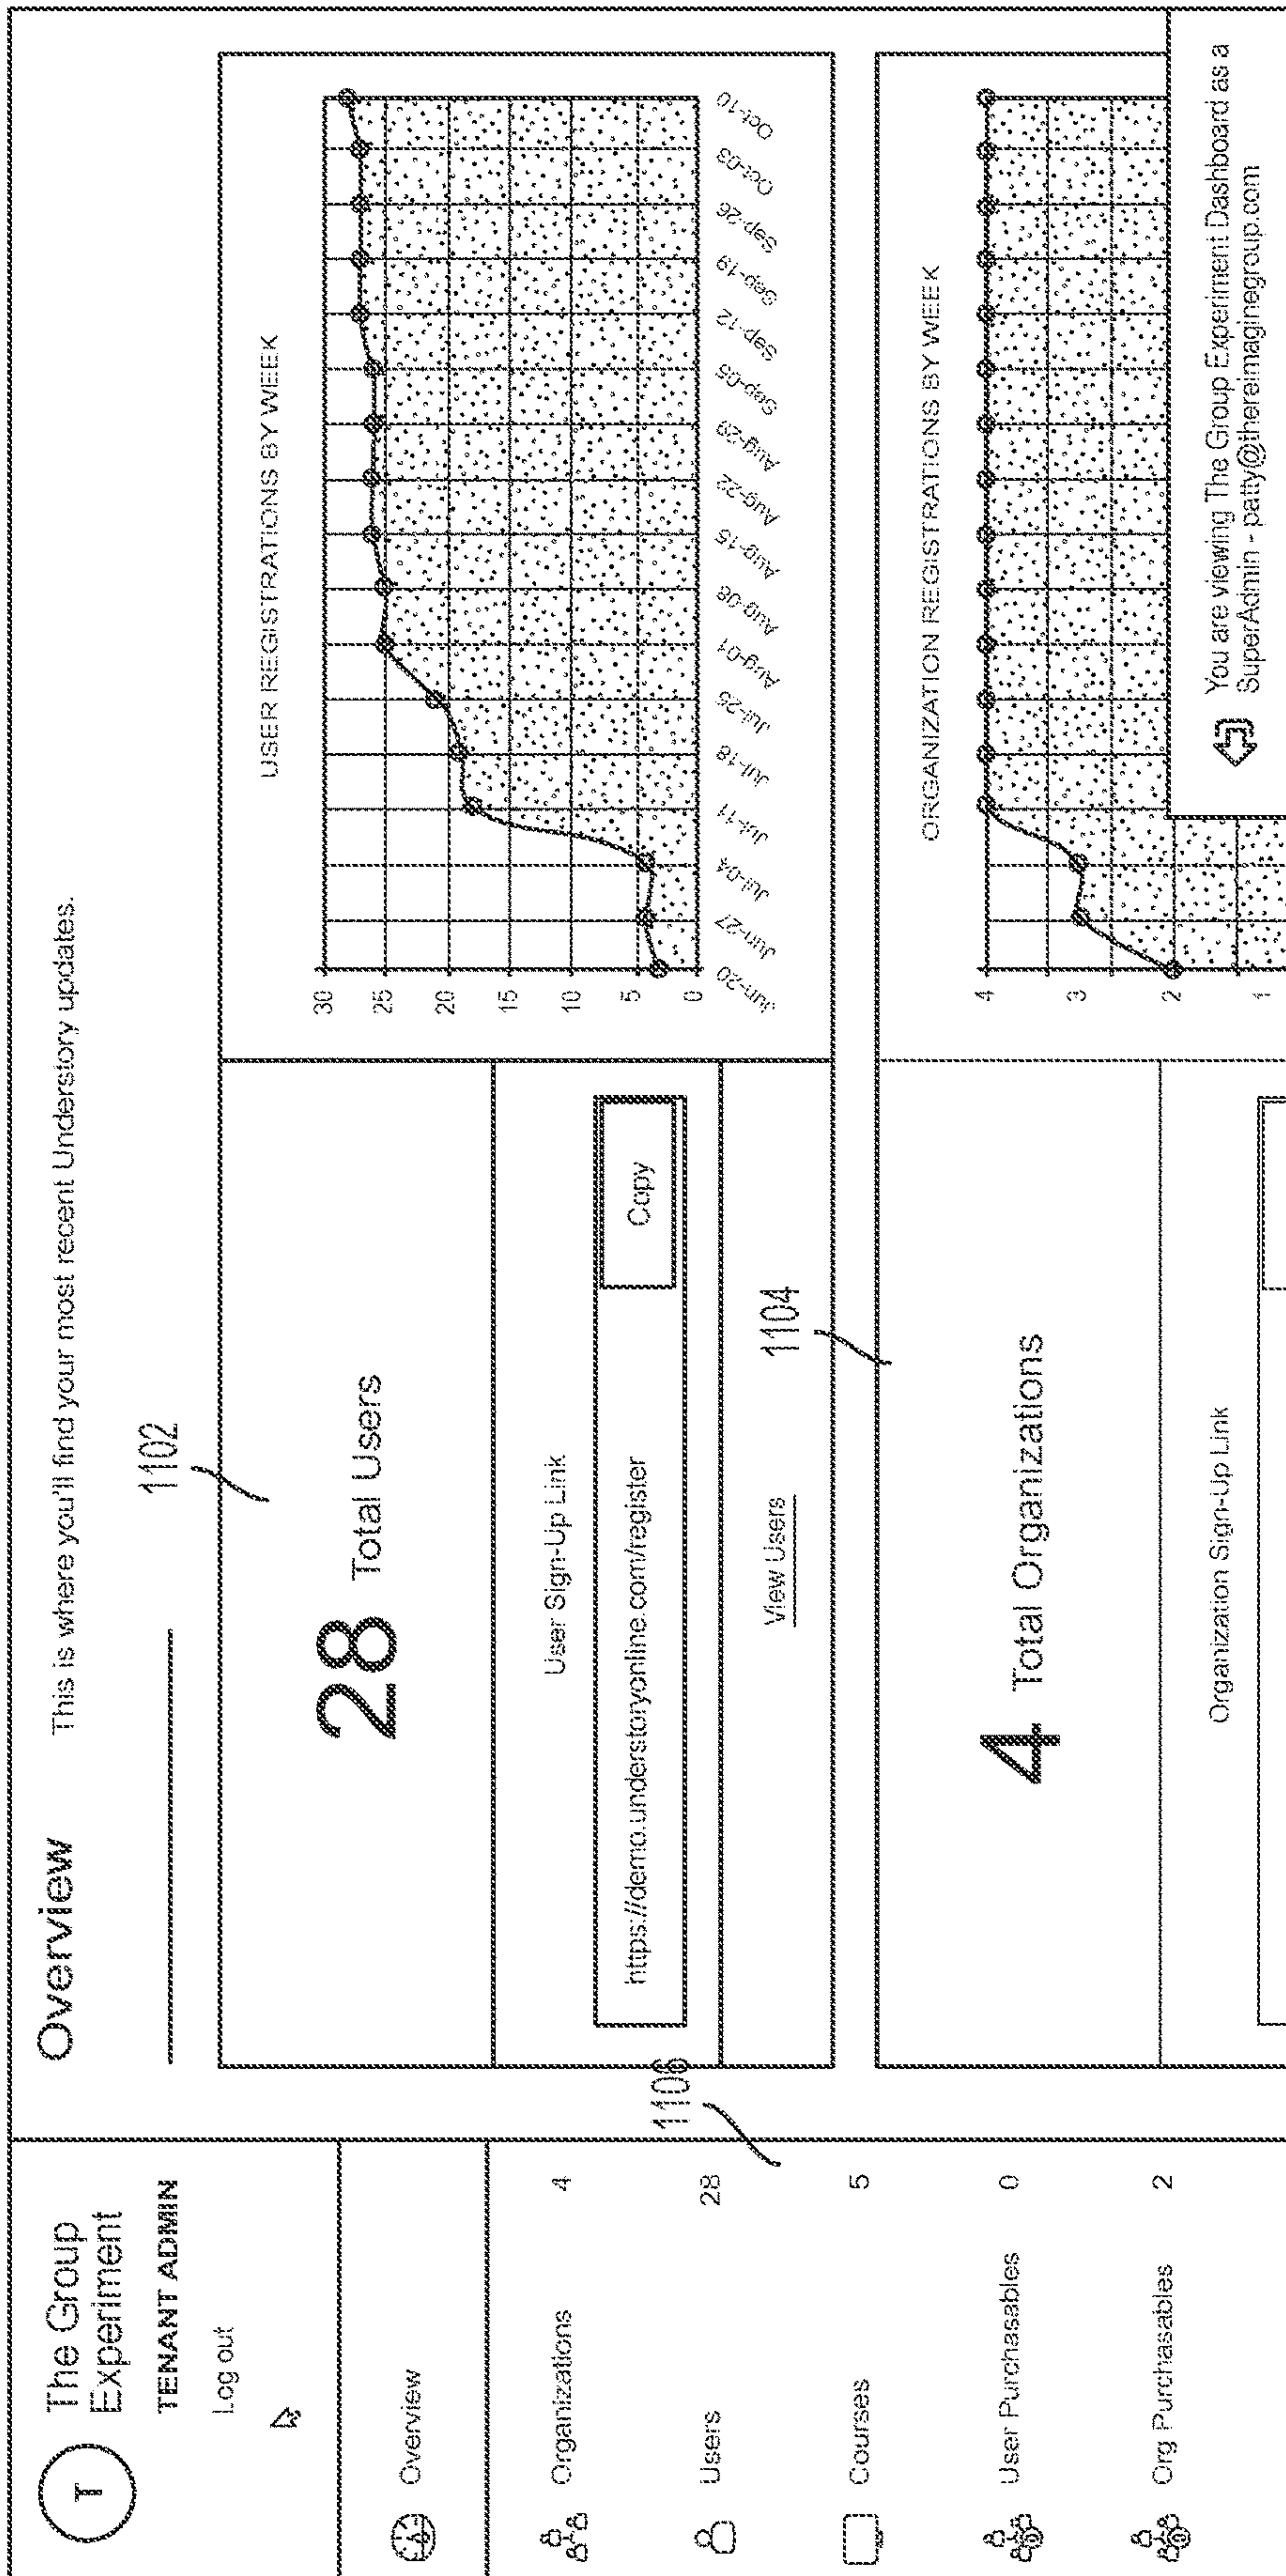 T
The Group
Experiment
TENANT ADMIN
Log out
Overview
Organizations 4
Users 28
Courses 5
User Purchasables 0
Org Purchasables 2
1106
Overview
This is where you'll find your most recent Understory updates.
1102
28 Total Users
User Sign-Up Link
https://demo.understoryonline.com/register
Copy
View Users
USER REGISTRATIONS BY WEEK
30
25
20
15
10
5
0
Jun-20
Jun-27
Jul-04
Jul-11
Jul-18
Jul-25
Aug-01
Aug-08
Aug-15
Aug-22
Aug-29
Sep-05
Sep-12
Sep-19
Sep-26
Oct-03
Oct-10
1104
4 Total Organizations
Organization Sign-Up Link
ORGANIZATION REGISTRATIONS BY WEEK
4
3
2
1
You are viewing The Group Experiment Dashboard as a
SuperAdmin - patty@thereimaginegroup.com